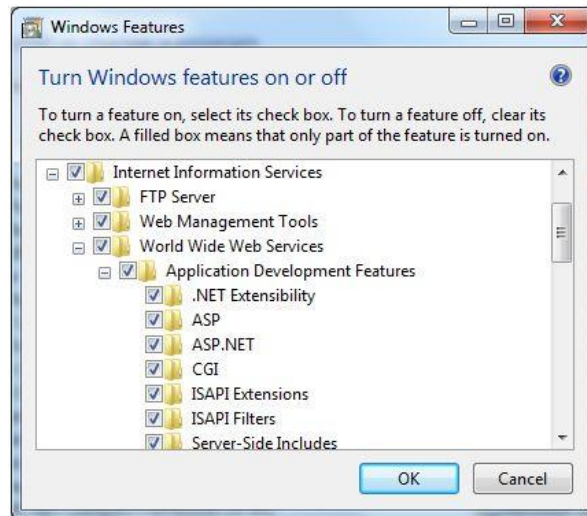 Windows Features
Turn Windows features on or off
To turn a feature on, select its check box. To turn a feature off, clear its
check box. A filled box means that only part of the feature is turned on.
Internet Information Services
FTP Server
Web Management Tools
World Wide Web Services
Application Development Features
.NET Extensibility
ASP
ASP.NET
CGI
ISAPI Extensions
ISAPI Filters
Server-Side Includes
OK Cancel